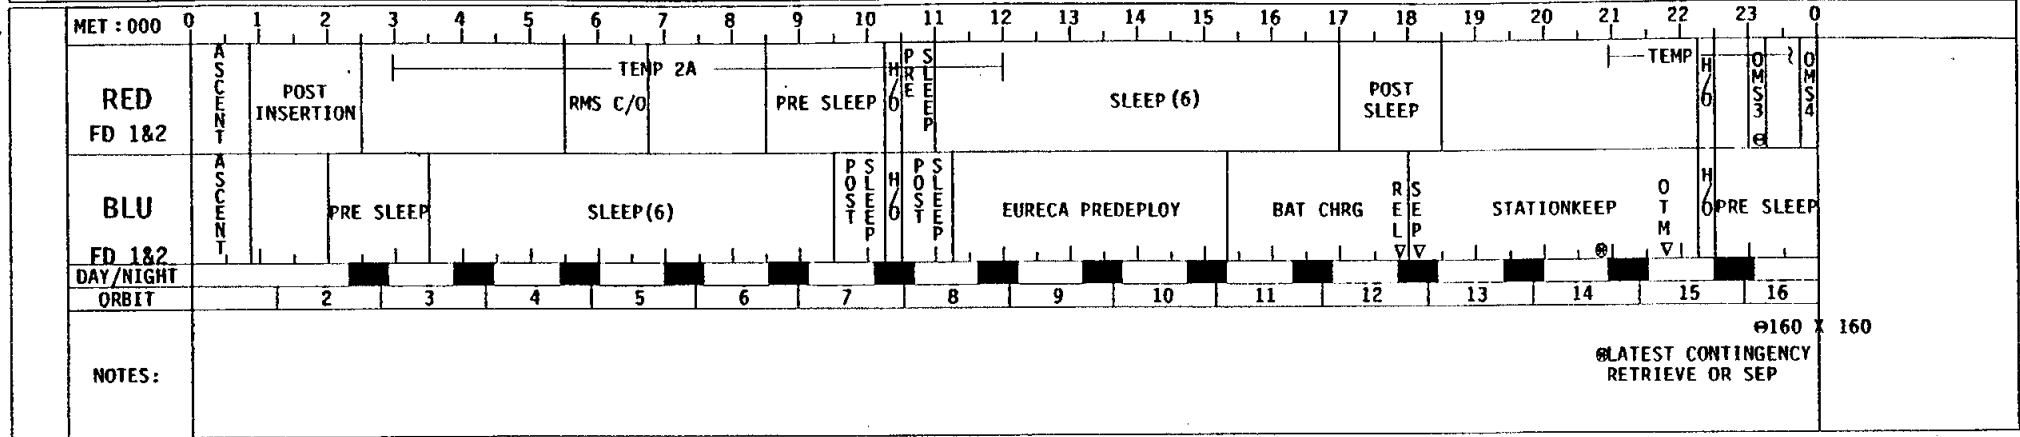 MET:000 0 1 2 3 4 5 6 7 8 9 10 11 12 13 14 15 16 17 18 19 20 21 22 23 0
RED
FD 1&2
ASCENT
POST
INSERTION
TEMP 2A
RMS C/O
PRE SLEEP
H/O
PRE
SLEEP
SLEEP(6)
POST
SLEEP
TEMP
H/O
OMS3
⊖
OMS4
BLU
FD 1&2
ASCENT
PRE SLEEP
SLEEP(6)
POST
SLEEP
H/O
POST
SLEEP
EURECA PREDEPLOY
BAT CHRG
REL
SEP
STATIONKEEP
⊛
OTM
H/O
PRE SLEEP
DAY/NIGHT
ORBIT 2 3 4 5 6 7 8 9 10 11 12 13 14 15 16
NOTES:
⊖160 X 160
⊛LATEST CONTINGENCY
RETRIEVE OR SEP